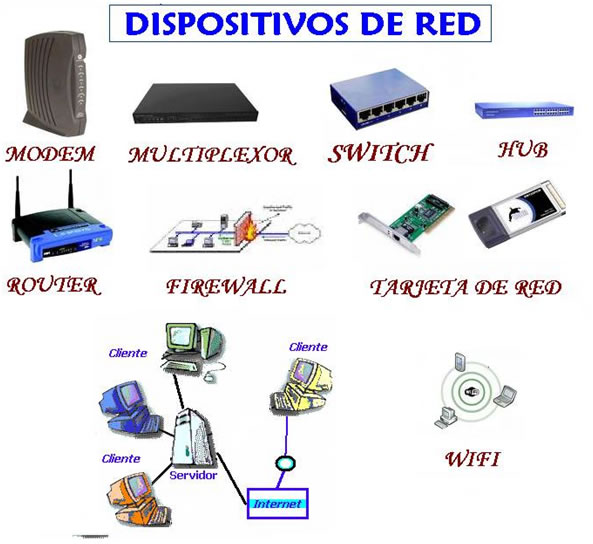 DISPOSITIVOS DE RED
MODEM
MULTIPLEXOR
SWITCH
HUB
ROUTER
FIREWALL
TARJETA DE RED
Cliente
Cliente
Cliente
Servidor
Internet
WIFI